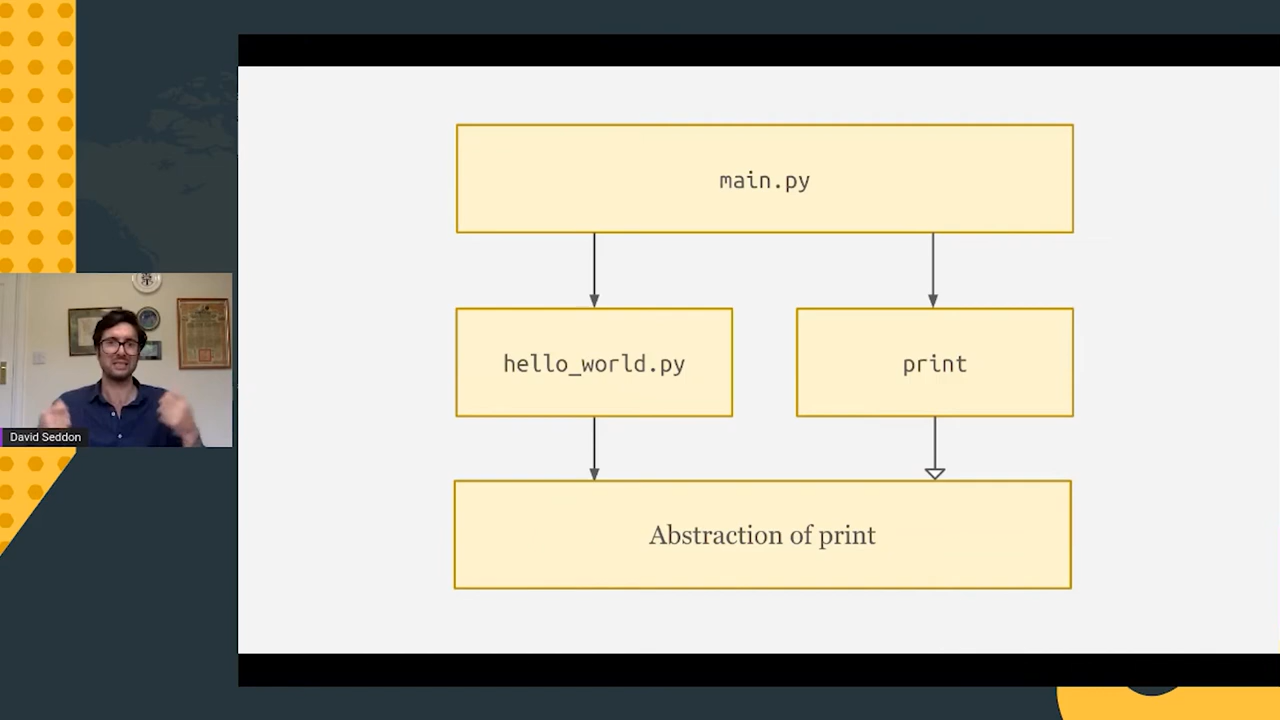 main.py
hello_world.py
print
Abstraction of print
David Seddon